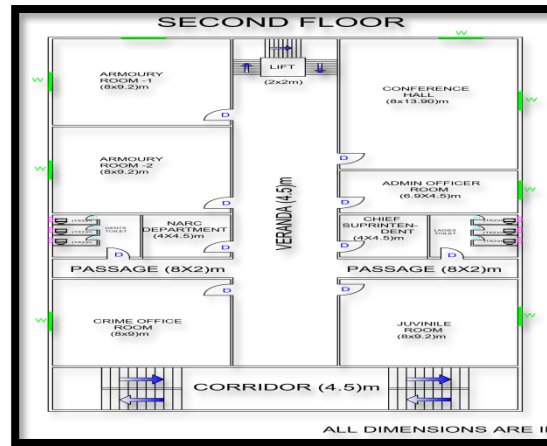 SECOND FLOOR
LIFT
(2x2m)
ARMOURY
ROOM -1
(8x9.2)m
D
W
W
CONFERENCE
HALL
(8x13.90)m
W
W
ARMOURY
ROOM -2
(8x9.2)m
D
W
D
ADMIN OFFICER
ROOM
(6.9X4.5)m
D
W
VERANDA (4.5)m
GENTS
TOILET
NARC
DEPARTMENT
(4X4.5)m
D
D
CHIEF
SUPRINTEN-
DENT
(4X4.5)m
D
LADIES
TOILET
D
PASSAGE (8X2)m
PASSAGE (8X2)m
D
D
CRIME OFFICE
ROOM
(8x9)m
W
JUVINILE
ROOM
(8x9.2)m
W
CORRIDOR (4.5)m
ALL DIMENSIONS ARE